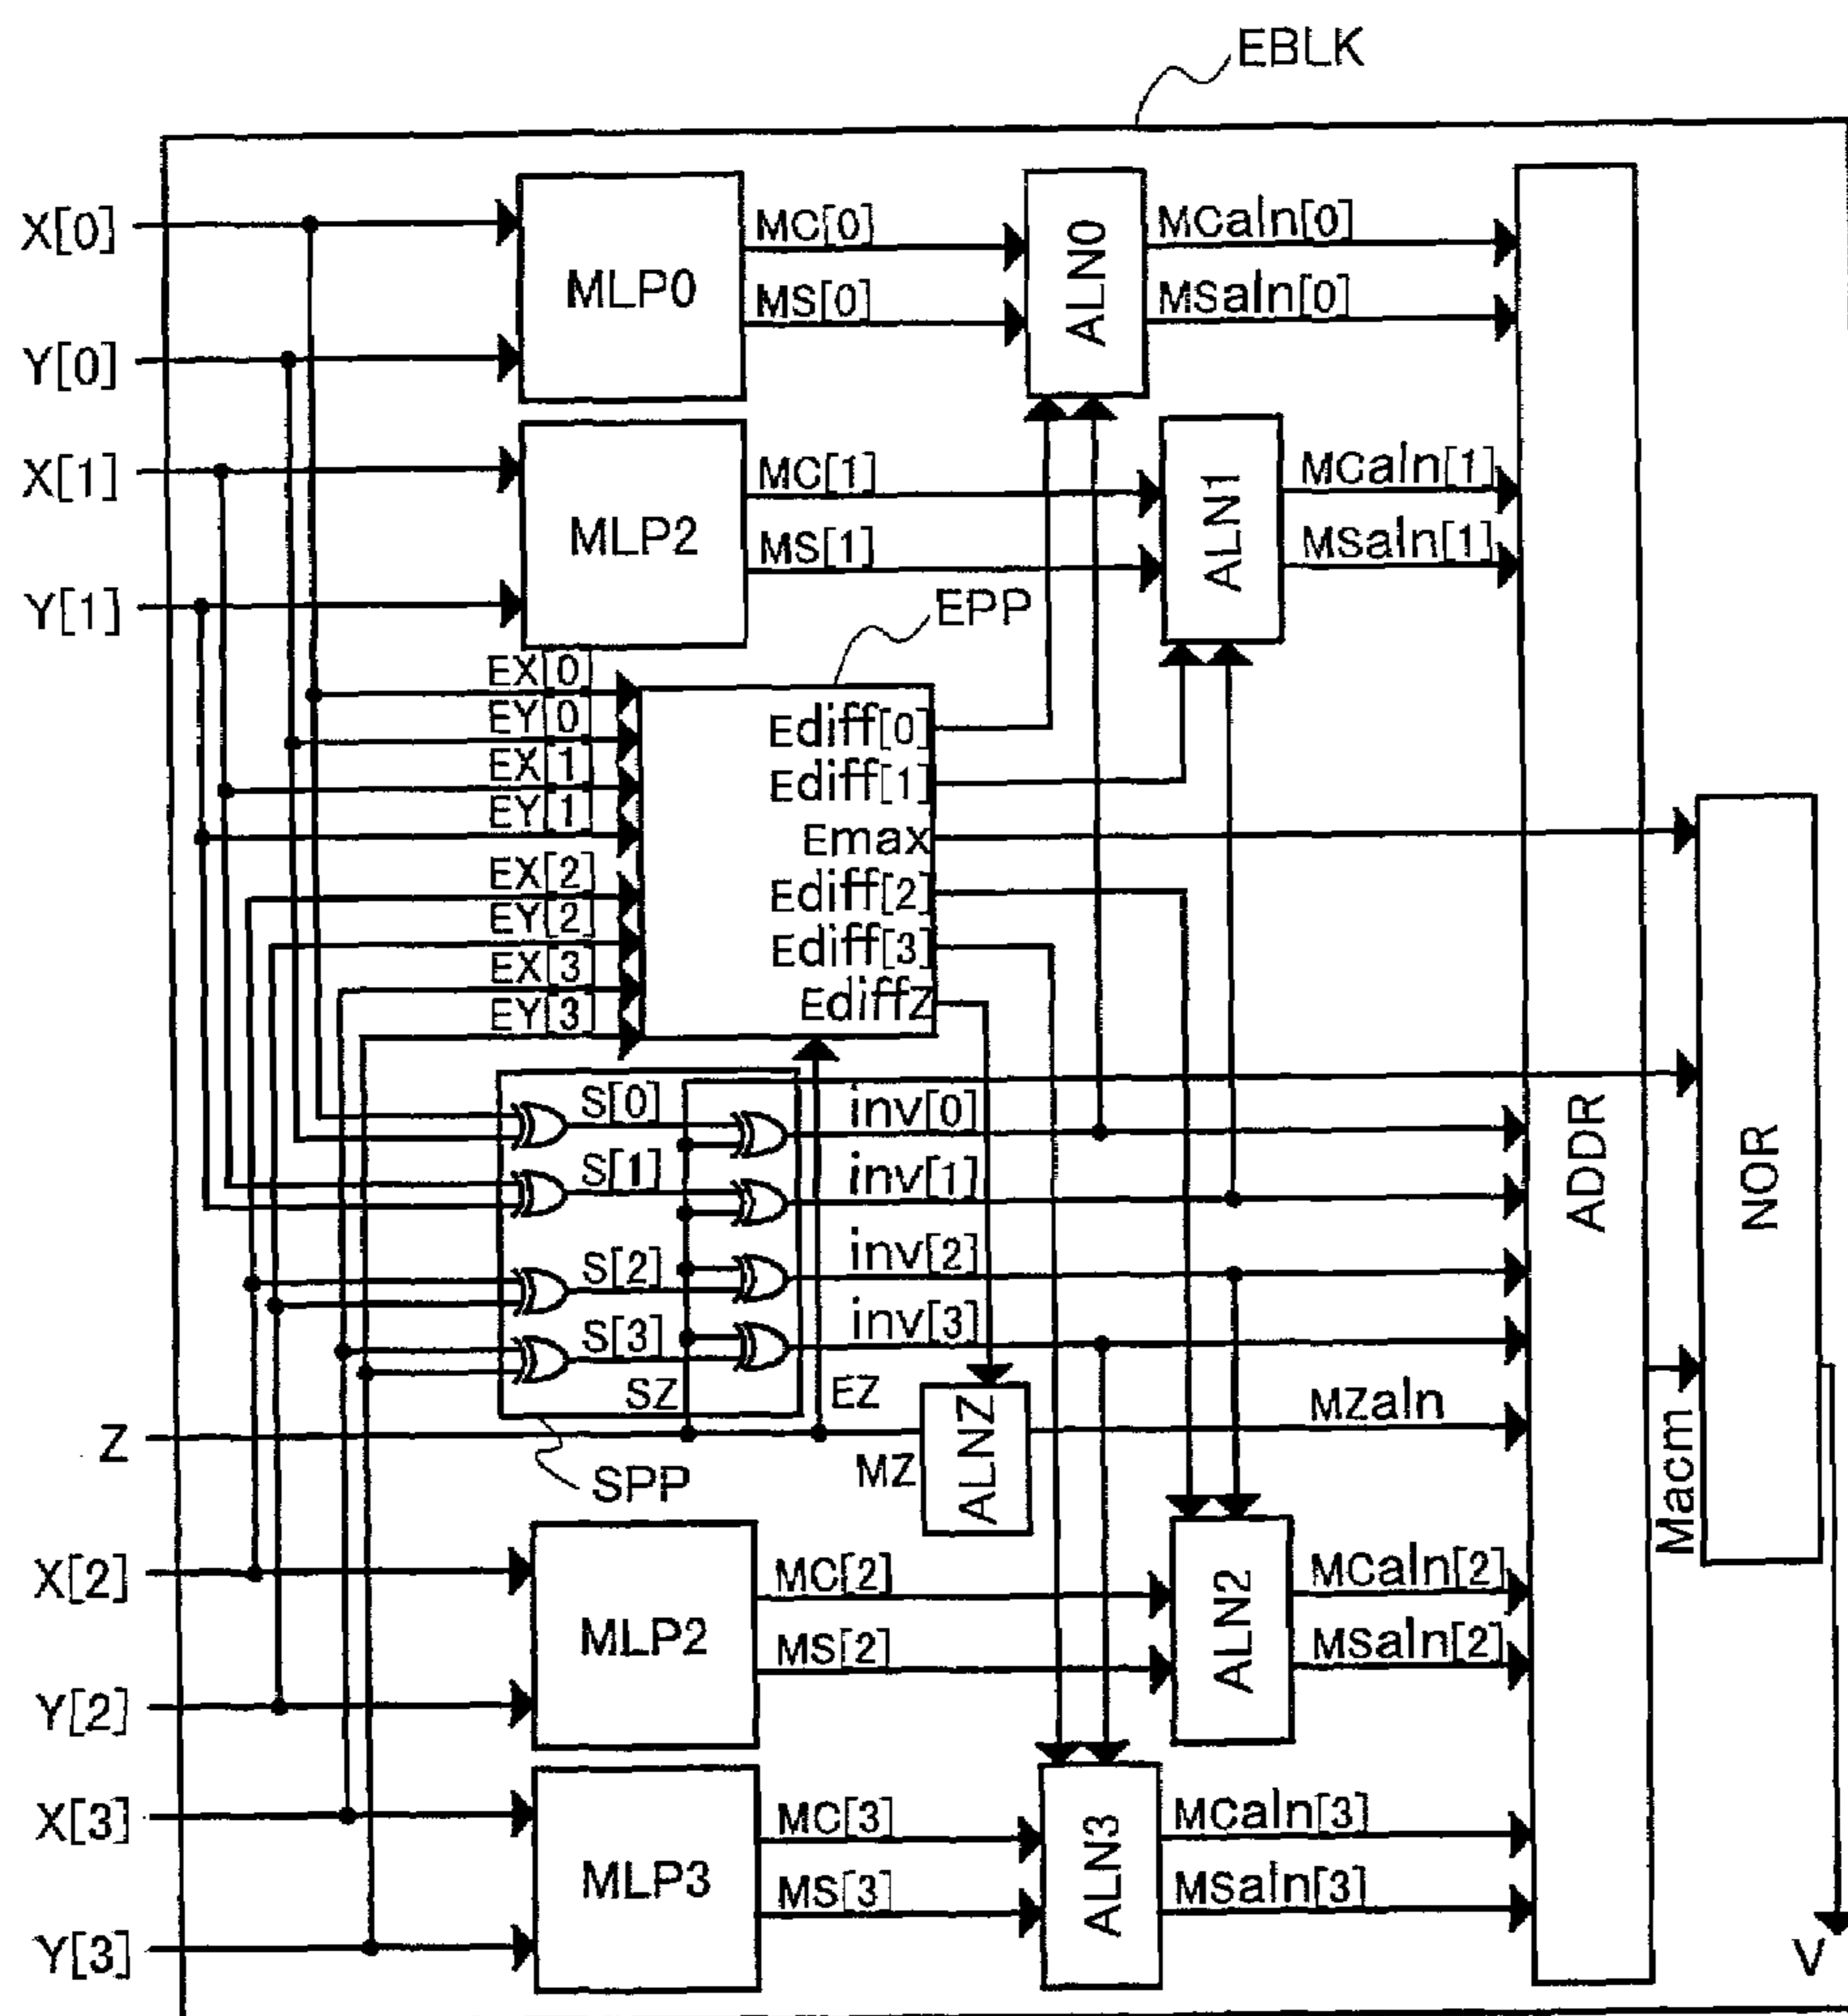 EBLK
X[0]
Y[0]
MLP0
MC[0]
MS[0]
ALN0
MCaln[0]
MSaln[0]
X[1]
Y[1]
MLP2
MC[1]
MS[1]
ALN1
MCaln[1]
MSaln[1]
EPP
EX[0]
EY[0]
EX[1]
EY[1]
EX[2]
EY[2]
EX[3]
EY[3]
Ediff[0]
Ediff[1]
Emax
Ediff[2]
Ediff[3]
EdiffZ
S[0]
S[1]
S[2]
S[3]
SZ
EZ
inv[0]
inv[1]
inv[2]
inv[3]
ADDR
NOR
Z
SPP
MZ
ALNZ
MZaln
Macm
X[2]
Y[2]
MLP2
MC[2]
MS[2]
ALN2
MCaln[2]
MSaln[2]
X[3]
Y[3]
MLP3
MC[3]
MS[3]
ALN3
MCaln[3]
MSaln[3]
V